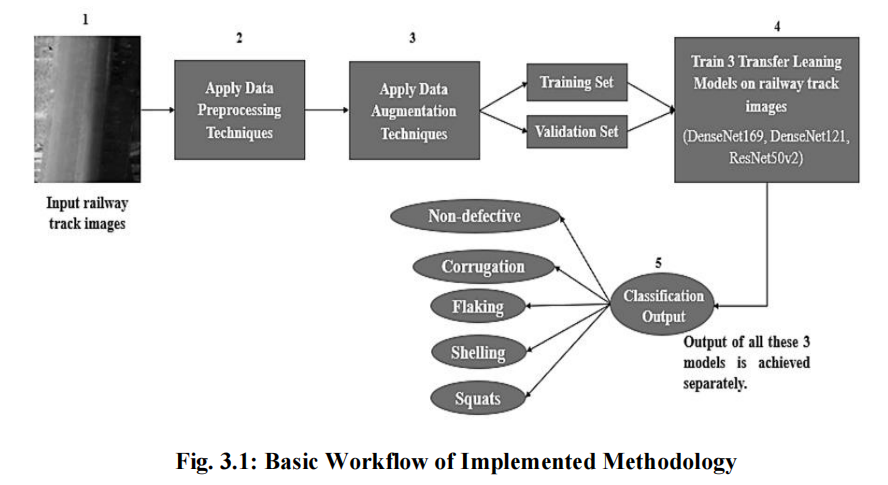 1
Input railway
track images
2
Apply Data
Preprocessing
Techniques
3
Apply Data
Augmentation
Techniques
Training Set
Validation Set
4
Train 3 Transfer Leaning
Models on railway track
images
(DenseNet169, DenseNet121,
ResNet50v2)
5
Classification
Output
Output of all these 3
models is achieved
separately.
Non-defective
Corrugation
Flaking
Shelling
Squats
Fig. 3.1: Basic Workflow of Implemented Methodology